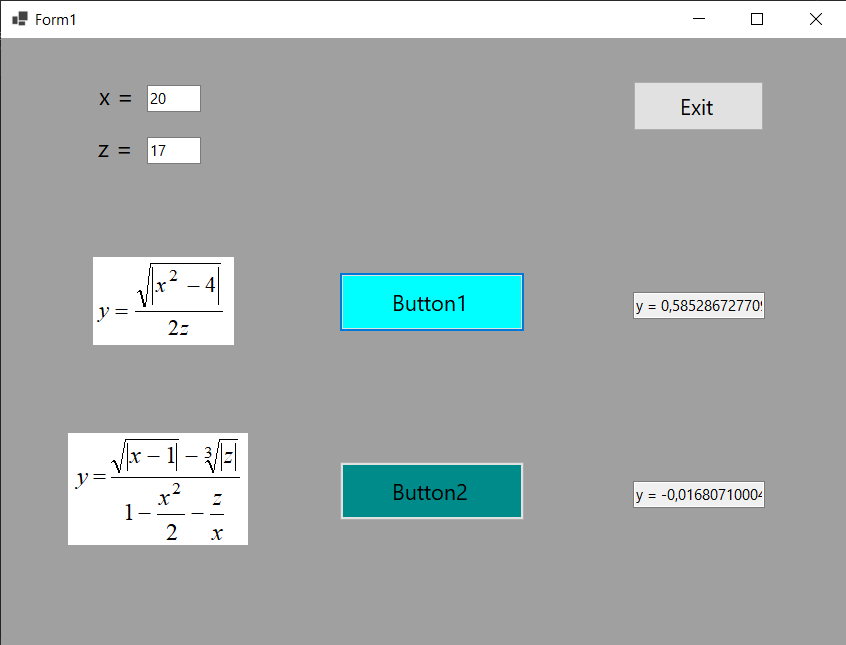 Form1
x = 20
Exit
z = 17
y = √|x² − 4| / 2z
Button1
y = 0,58528672770
y = √|x − 1| − ∛|z| / 1 − x²/2 − z/x
Button2
y = -0,0168071000